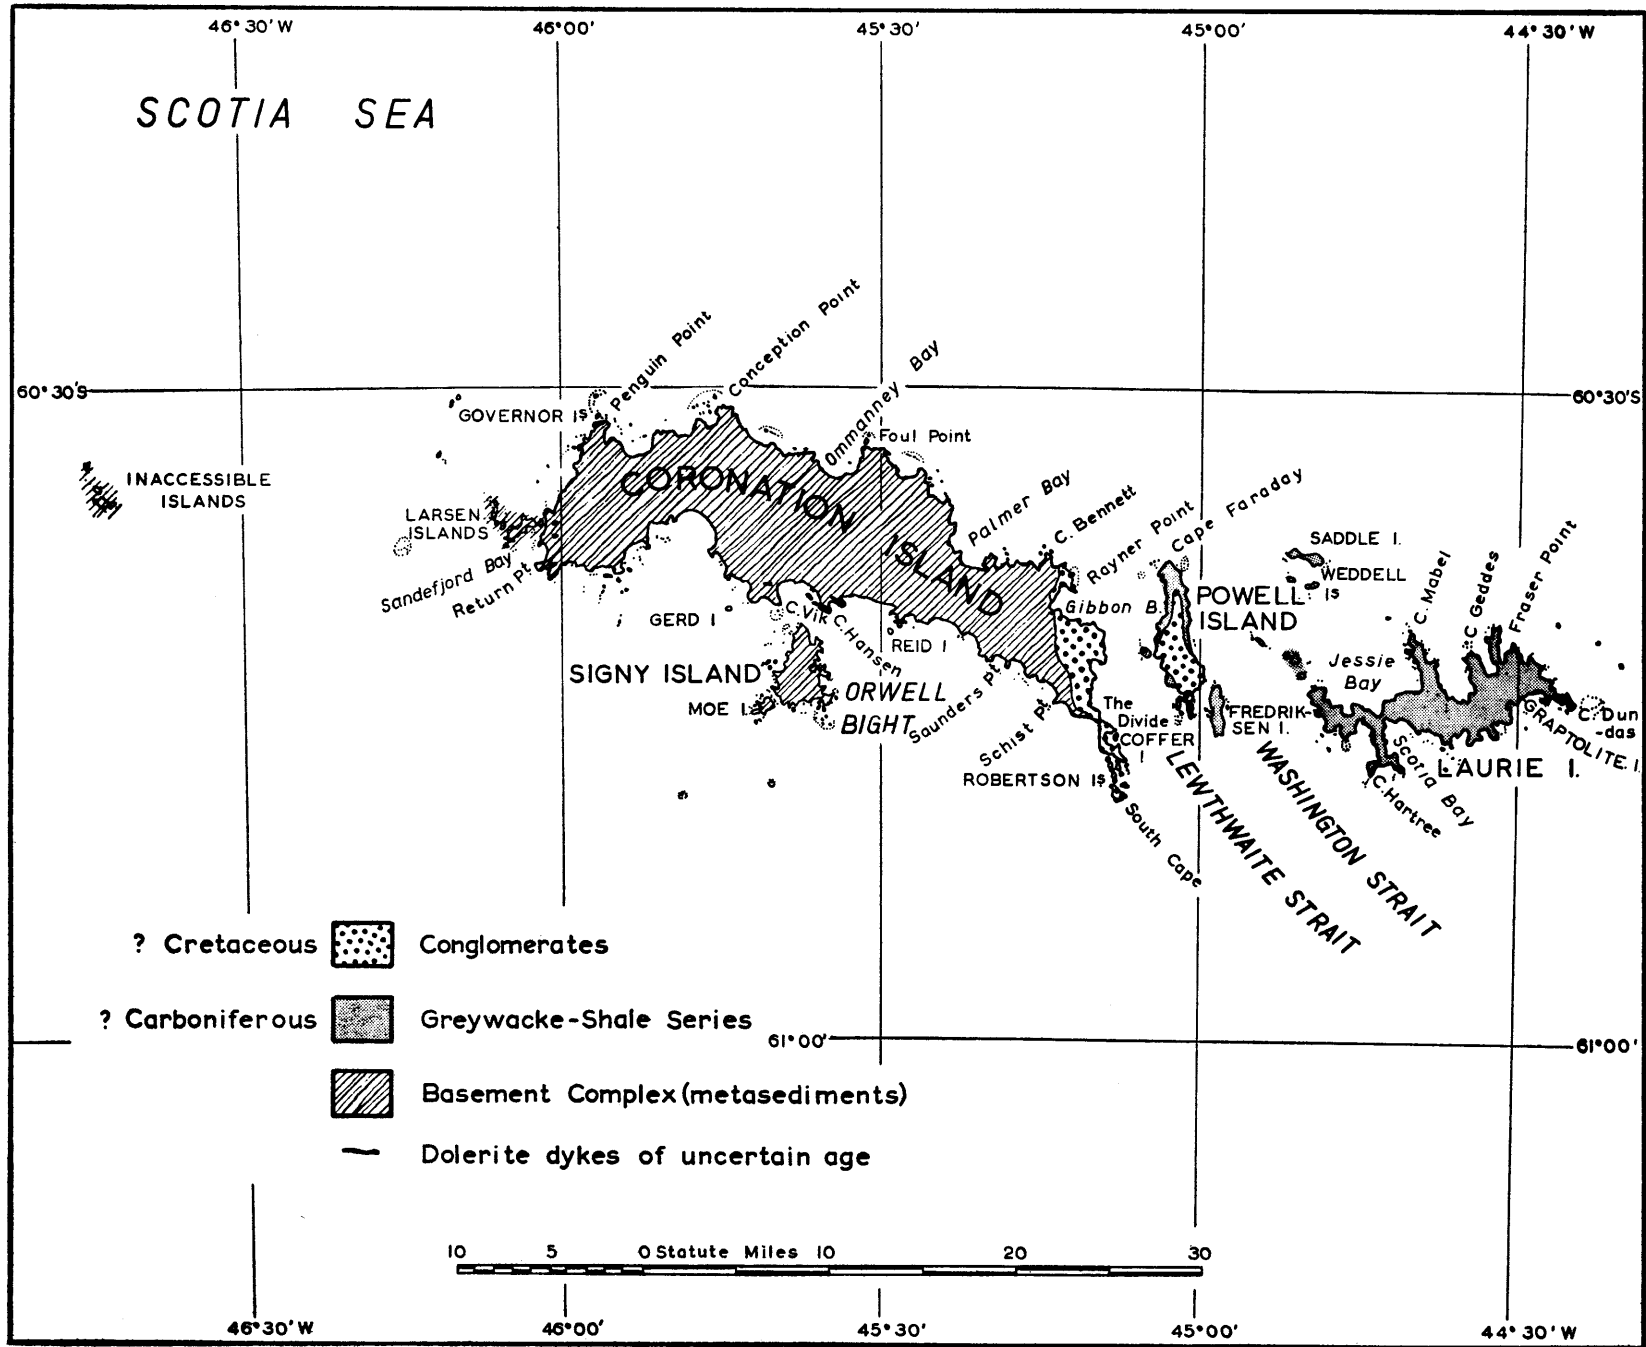 46°30'W
46°00'
45°30'
45°00'
44°30'W
SCOTIA SEA
60°30'S
60°30'S
Penguin Point
Conception Point
Ommanney Bay
GOVERNOR Is
Foul Point
INACCESSIBLE
ISLANDS
CORONATION ISLAND
LARSEN
ISLANDS
Palmer Bay
C. Bennett
Rayner Point
Cape Faraday
SADDLE I.
WEDDELL
Is
C. Mabel
C Geddes
Fraser Point
Sandefjord Bay
Return Pt.
GERD I
C. Vik
C. Hansen
REID I
Gibbon B.
POWELL
ISLAND
SIGNY ISLAND
MOE I.
ORWELL
BIGHT
Saunders Pt.
Schist Pt.
The
Divide
COFFER
I
FREDRIK-
SEN I.
Jessie
Bay
C. Dun
-das
GRAPTOLITE. I.
Scotia Bay
LAURIE I.
C. Hartree
ROBERTSON Is
South Cape
LEWTHWAITE STRAIT
WASHINGTON STRAIT
? Cretaceous Conglomerates
? Carboniferous Greywacke-Shale Series
61°00'
61°00'
Basement Complex (metasediments)
Dolerite dykes of uncertain age
10 5 0 Statute Miles 10 20 30
46°30'W
46°00'
45°30'
45°00'
44°30'W